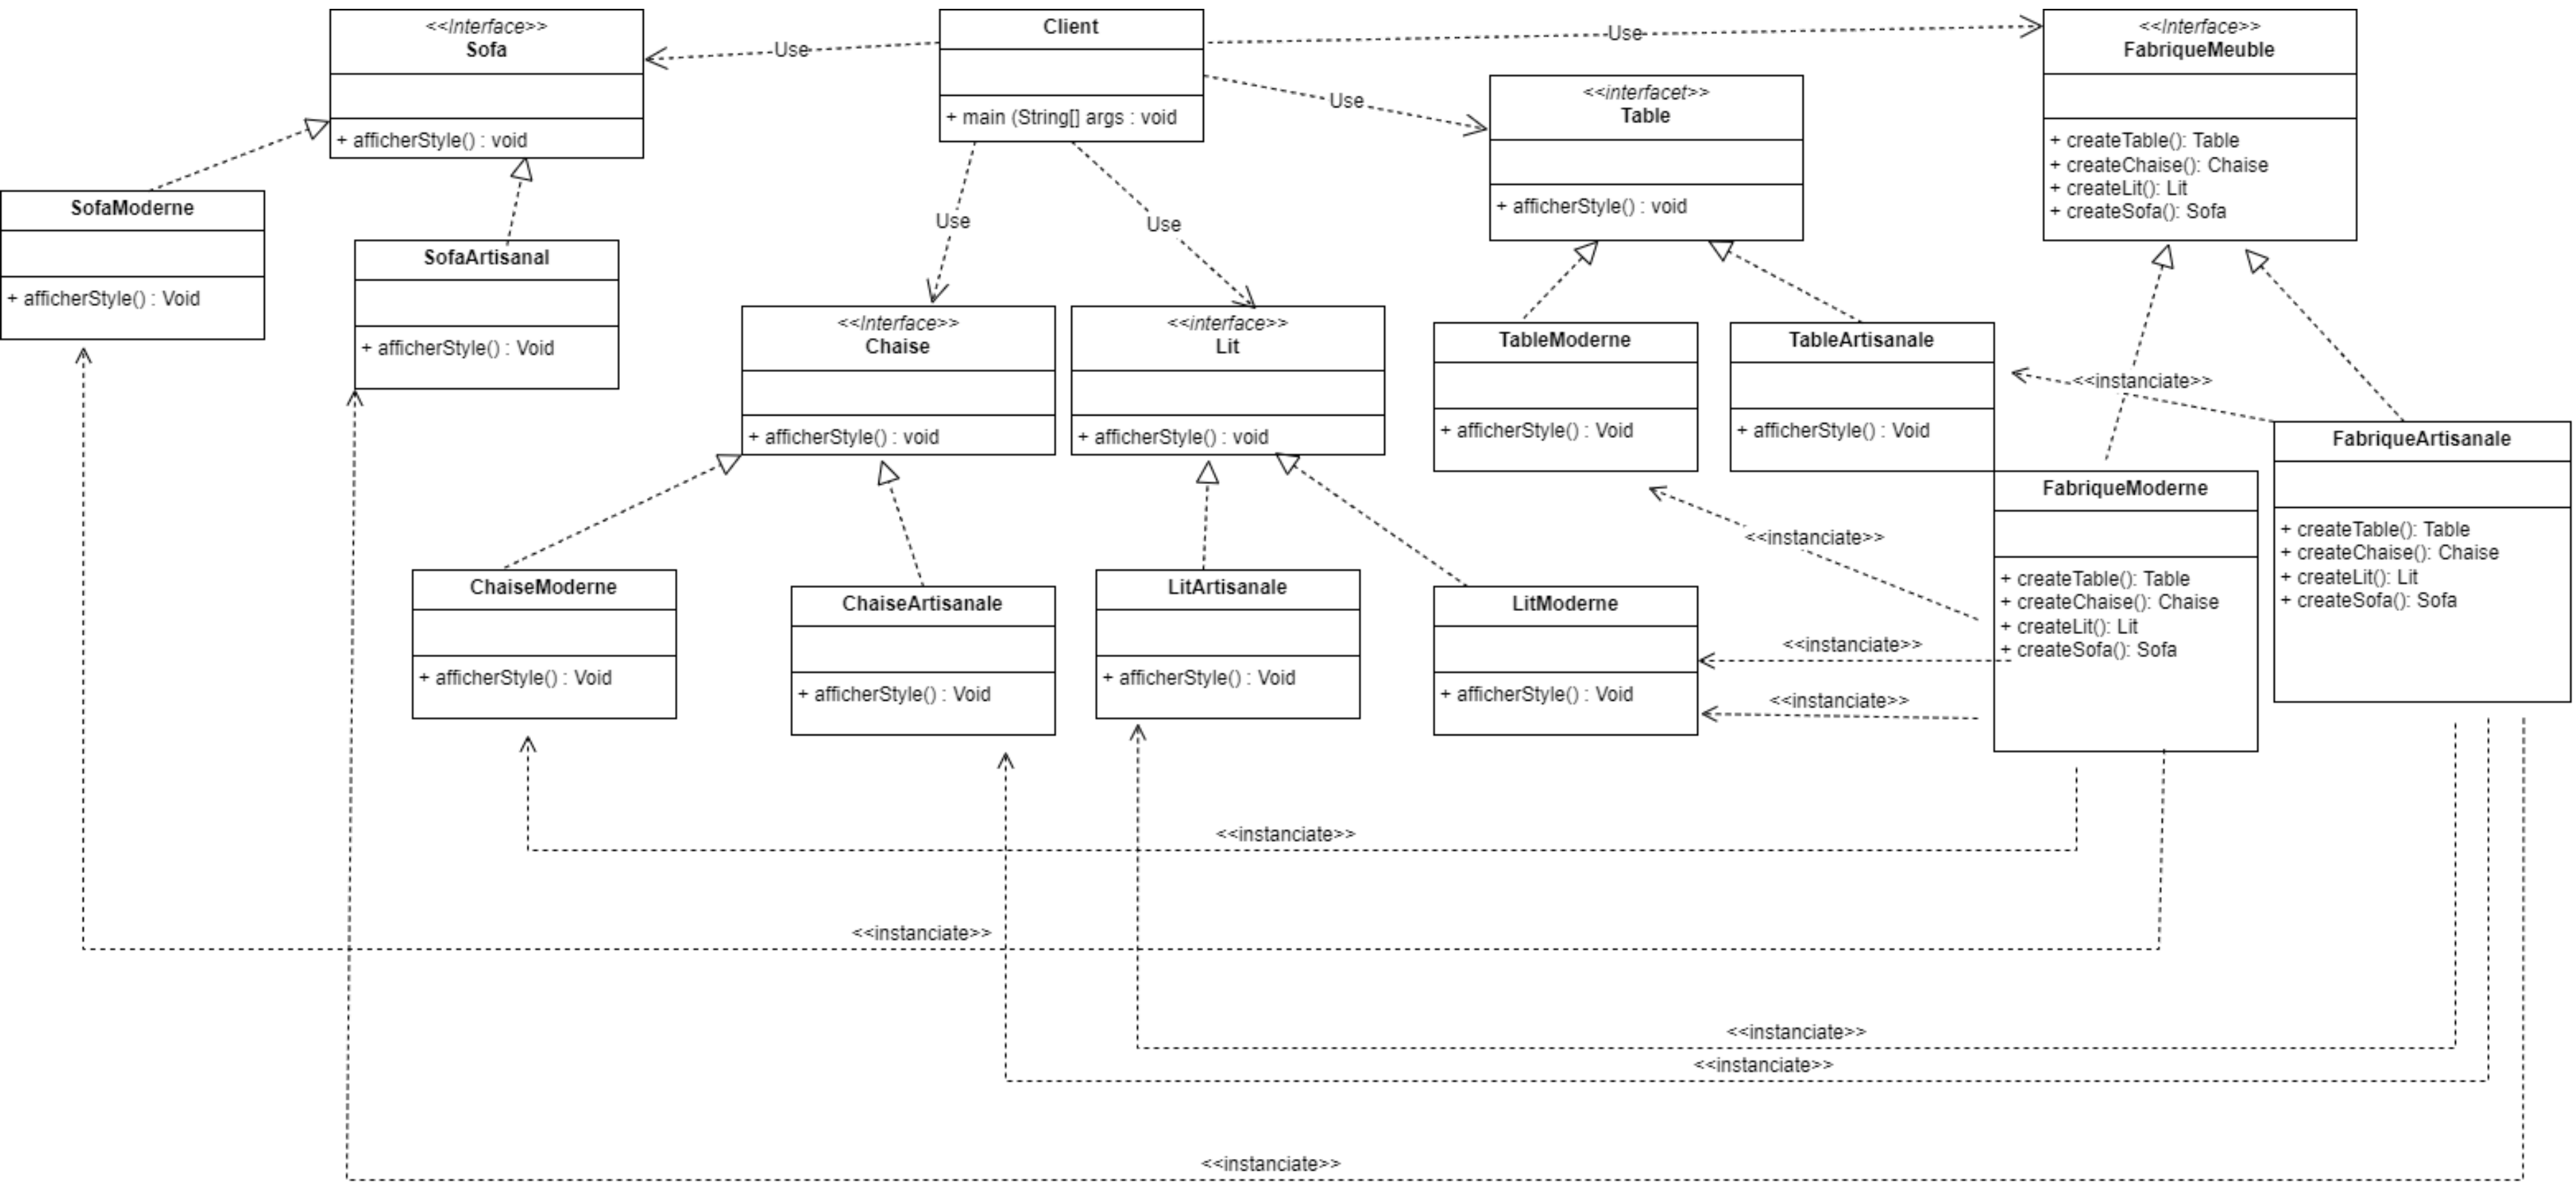 <<Interface>>
Sofa
+ afficherStyle() : void
Client
+ main (String[] args : void
<<Interface>>
FabriqueMeuble
+ createTable(): Table
+ createChaise(): Chaise
+ createLit(): Lit
+ createSofa(): Sofa
Use
Use
Use
Use
Use
<<interfacet>>
Table
+ afficherStyle() : void
SofaModerne
+ afficherStyle() : Void
SofaArtisanal
+ afficherStyle() : Void
<<Interface>>
Chaise
+ afficherStyle() : void
<<interface>>
Lit
+ afficherStyle() : void
TableModerne
+ afficherStyle() : Void
TableArtisanale
+ afficherStyle() : Void
<<instanciate>>
FabriqueArtisanale
+ createTable(): Table
+ createChaise(): Chaise
+ createLit(): Lit
+ createSofa(): Sofa
FabriqueModerne
+ createTable(): Table
+ createChaise(): Chaise
+ createLit(): Lit
+ createSofa(): Sofa
<<instanciate>>
ChaiseModerne
+ afficherStyle() : Void
ChaiseArtisanale
+ afficherStyle() : Void
LitArtisanale
+ afficherStyle() : Void
LitModerne
+ afficherStyle() : Void
<<instanciate>>
<<instanciate>>
<<instanciate>>
<<instanciate>>
<<instanciate>>
<<instanciate>>
<<instanciate>>